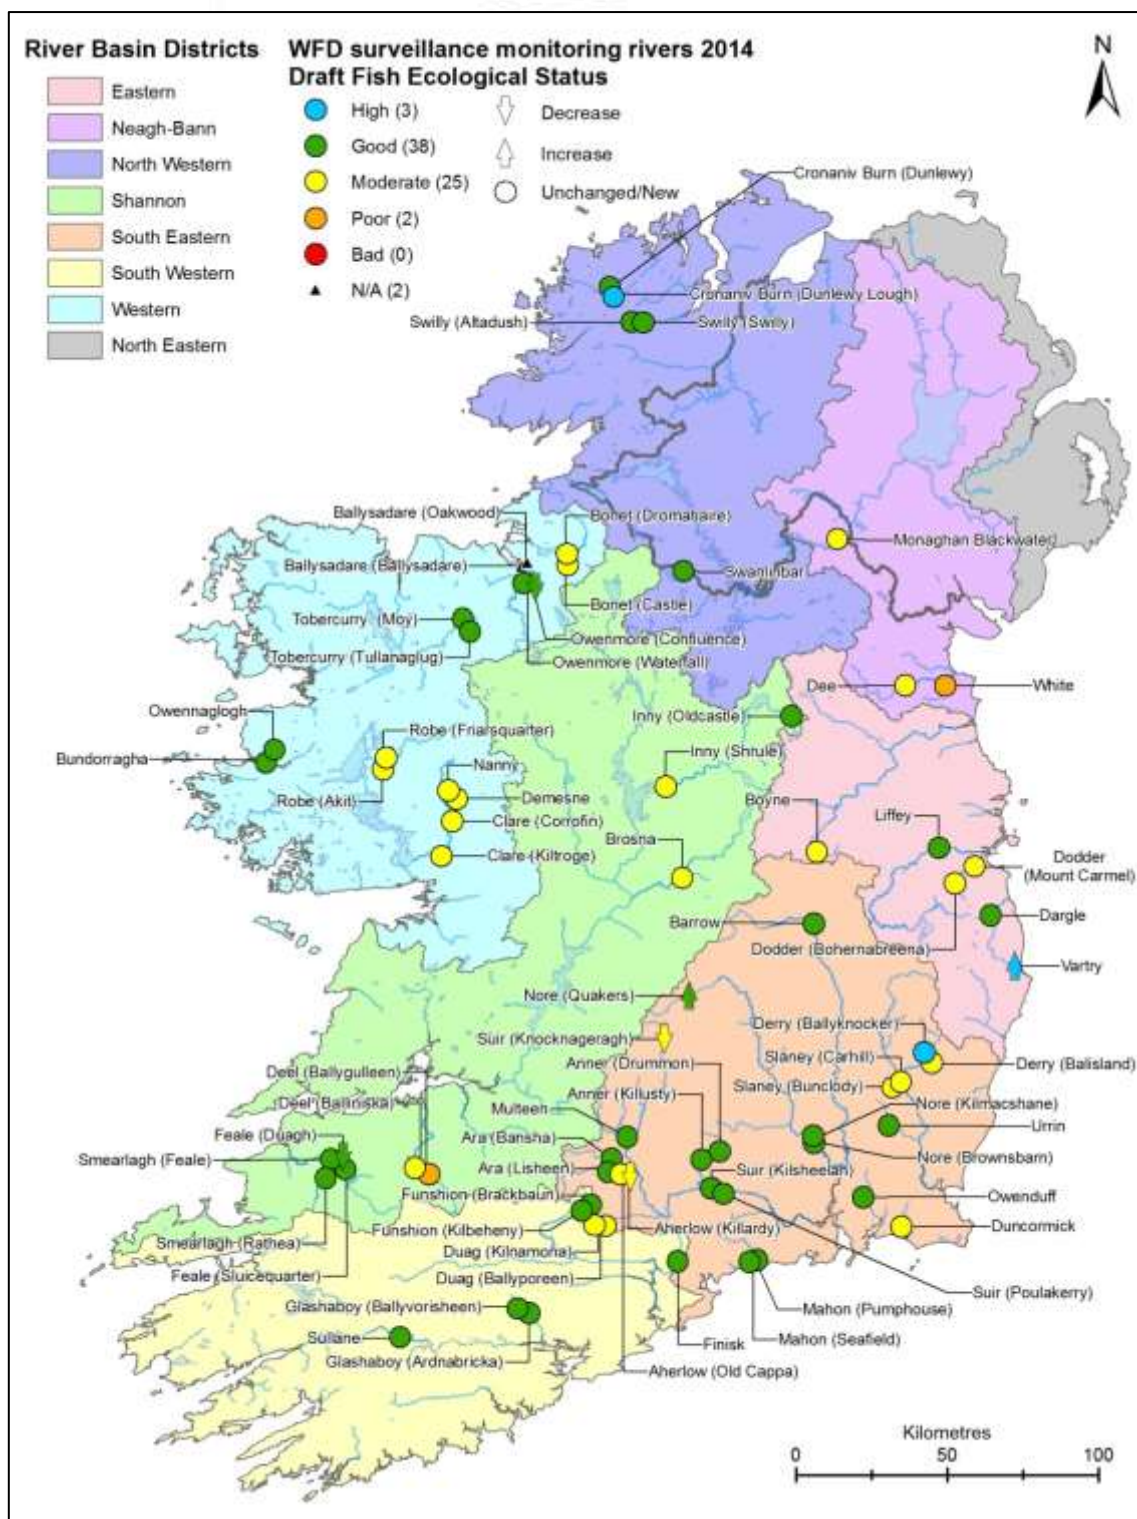 River Basin Districts
Eastern
Neagh-Bann
North Western
Shannon
South Eastern
South Western
Western
North Eastern
WFD surveillance monitoring rivers 2014
Draft Fish Ecological Status
High (3)
Good (38)
Moderate (25)
Poor (2)
Bad (0)
N/A (2)
Decrease
Increase
Unchanged/New
N
Cronaniv Burn (Dunlewy)
Cronaniv Burn (Dunlewy Lough)
Swilly (Altadush)
Swilly (Swilly)
Ballysadare (Oakwood)
Bonet (Dromahaire)
Monaghan Blackwater
Ballysadare (Ballysadare)
Swanlinbar
Bonet (Castle)
Tobercurry (Moy)
Owenmore (Confluence)
Tobercurry (Tullanaglug)
Owenmore (Waterfall)
Dee
White
Owennaglogh
Inny (Oldcastle)
Robe (Friarsquarter)
Bundorragha
Inny (Shrule)
Nanny
Robe (Akit)
Demesne
Boyne
Liffey
Clare (Corrofin)
Brosna
Clare (Kiltroge)
Dodder
(Mount Carmel)
Barrow
Dargle
Dodder (Bohernabreena)
Vartry
Nore (Quakers)
Derry (Ballyknocker)
Suir (Knocknageragh)
Slaney (Carhill)
Anner (Drummon)
Derry (Balisland)
Deel (Ballygulleen)
Slaney (Bunclody)
Anner (Killusty)
Deel (Balliniska)
Nore (Kilmacshane)
Multeen
Urrin
Feale (Duagh)
Ara (Bansha)
Nore (Brownsbarn)
Smearlagh (Feale)
Ara (Lisheen)
Suir (Kilsheelan)
Funshion (Brackbaun)
Owenduff
Funshion (Kilbeheny)
Aherlow (Killardy)
Duncormick
Smearlagh (Rathea)
Duag (Kilnamona)
Feale (Sluicequarter)
Duag (Ballyporeen)
Suir (Poulakerry)
Glashaboy (Ballyvorisheen)
Mahon (Pumphouse)
Sullane
Finisk
Mahon (Seafield)
Glashaboy (Ardnabricka)
Aherlow (Old Cappa)
Kilometres
0 50 100